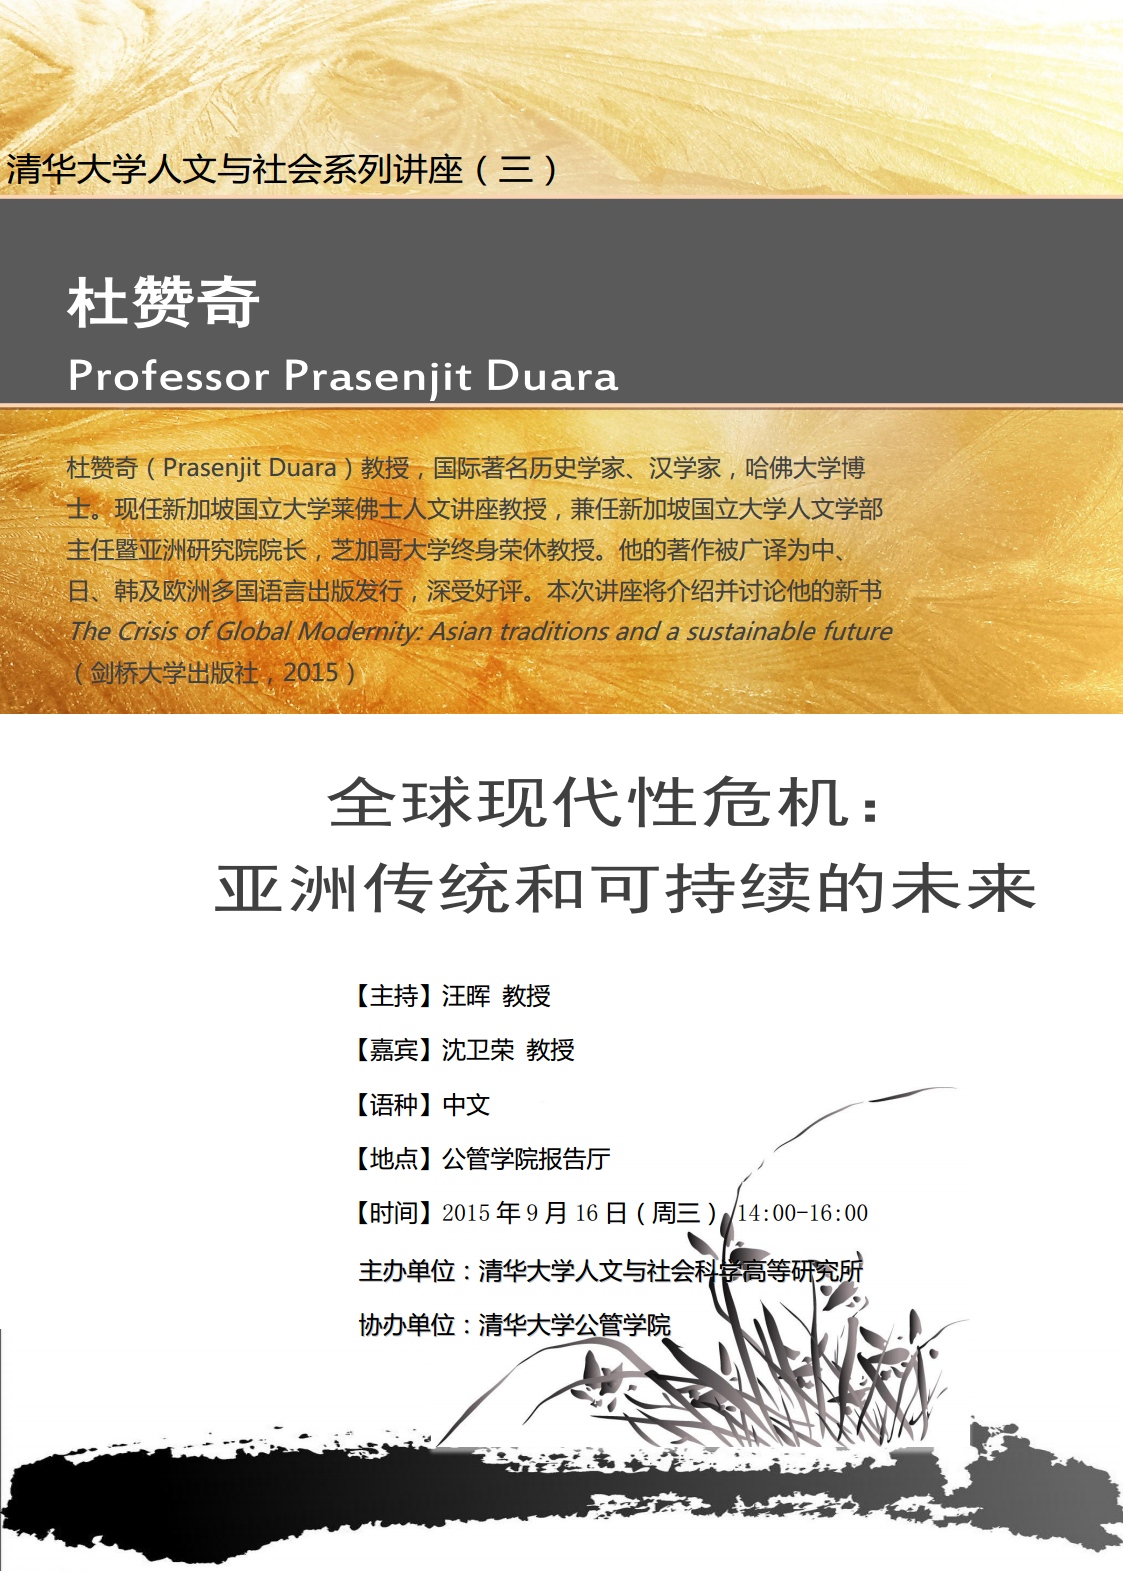 清华大学人文与社会系列讲座（三）
杜赞奇
Professor Prasenjit Duara
杜赞奇（Prasenjit Duara）教授，国际著名历史学家、汉学家，哈佛大学博
士。现任新加坡国立大学莱佛士人文讲座教授，兼任新加坡国立大学人文学部
主任暨亚洲研究院院长，芝加哥大学终身荣休教授。他的著作被广译为中、
日、韩及欧洲多国语言出版发行，深受好评。本次讲座将介绍并讨论他的新书
The Crisis of Global Modernity: Asian traditions and a sustainable future
（剑桥大学出版社，2015）
全球现代性危机：
亚洲传统和可持续的未来
【主持】汪晖 教授
【嘉宾】沈卫荣 教授
【语种】中文
【地点】公管学院报告厅
【时间】2015 年 9 月 16 日（周三） 14:00-16:00
主办单位：清华大学人文与社会科学高等研究所
协办单位：清华大学公管学院